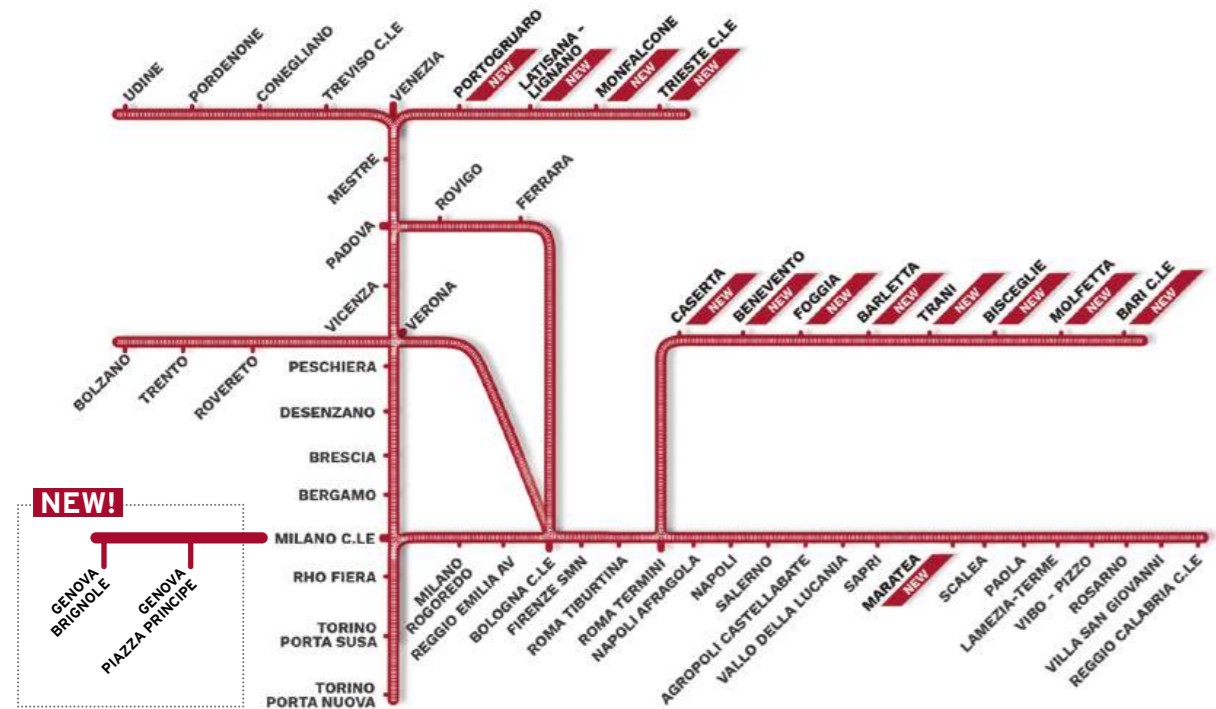 UDINE
PORDENONE
CONEGLIANO
TREVISO C.LE
VENEZIA
PORTOGRUARO
NEW
LATISANA –
LIGNANO
NEW
MONFALCONE
NEW
TRIESTE C.LE
NEW
MESTRE
PADOVA
ROVIGO
FERRARA
VICENZA
VERONA
CASERTA
NEW
BENEVENTO
NEW
FOGGIA
NEW
BARLETTA
NEW
TRANI
NEW
BISCEGLIE
NEW
MOLFETTA
NEW
BARI C.LE
NEW
BOLZANO
TRENTO
ROVERETO
PESCHIERA
DESENZANO
BRESCIA
BERGAMO
NEW!
GENOVA
BRIGNOLE
GENOVA
PIAZZA PRINCIPE
MILANO C.LE
RHO FIERA
TORINO
PORTA SUSA
TORINO
PORTA NUOVA
MILANO
ROGOREDO
REGGIO EMILIA AV
BOLOGNA C.LE
FIRENZE SMN
ROMA TIBURTINA
ROMA TERMINI
NAPOLI AFRAGOLA
NAPOLI
SALERNO
AGROPOLI CASTELLABATE
VALLO DELLA LUCANIA
SAPRI
MARATEA
NEW
SCALEA
PAOLA
LAMEZIA-TERME
VIBO – PIZZO
ROSARNO
VILLA SAN GIOVANNI
REGGIO CALABRIA C.LE